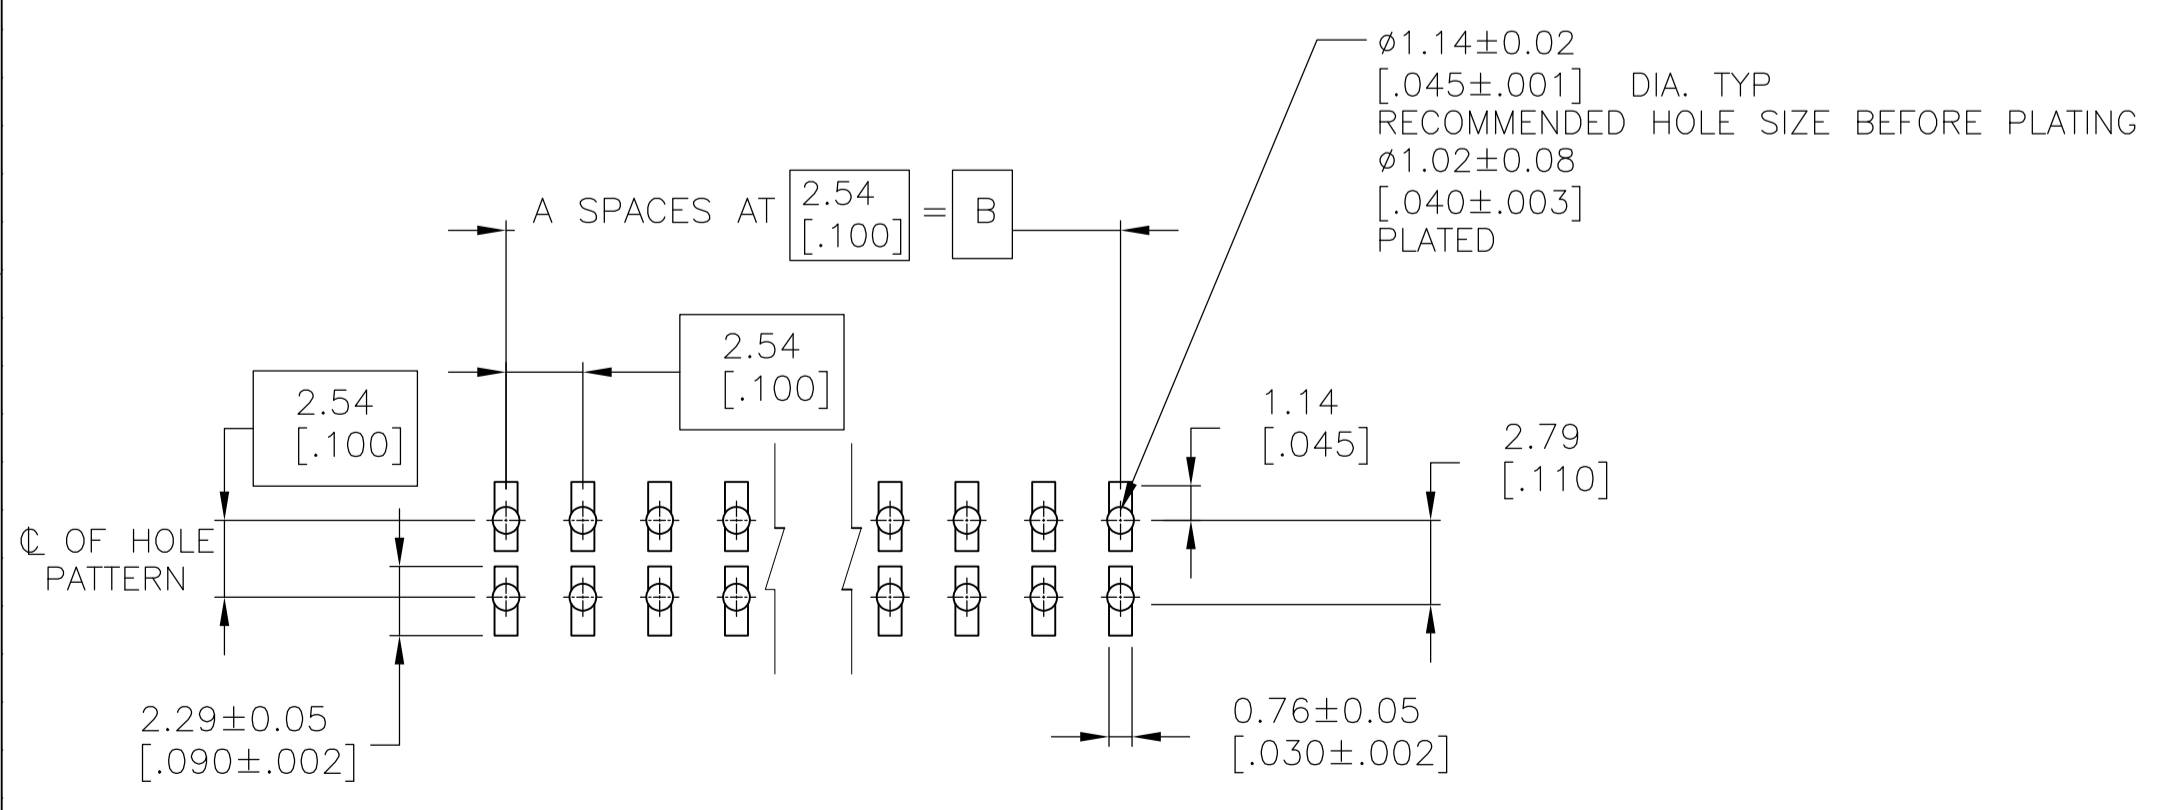 ⌀1.14±0.02
[.045±.001] DIA. TYP
RECOMMENDED HOLE SIZE BEFORE PLATING
⌀1.02±0.08
[.040±.003]
PLATED
A SPACES AT 2.54 [.100] = B
2.54
[.100]
2.54
[.100]
1.14
[.045]
2.79
[.110]
℄ OF HOLE
PATTERN
2.29±0.05
[.090±.002]
0.76±0.05
[.030±.002]